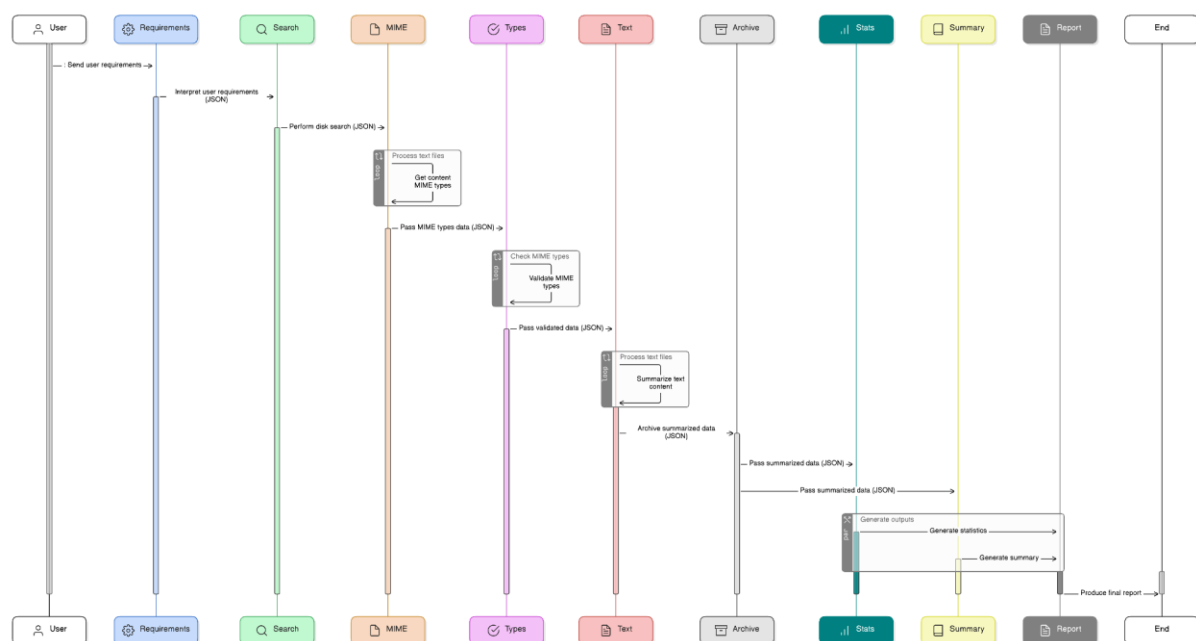 User Requirements Search MIME Types Text Archive Stats Summary Report End
: Send user requirements
Interpret user requirements
(JSON)
Perform disk search (JSON)
loop
Process text files
Get content
MIME types
Pass MIME types data (JSON)
loop
Check MIME types
Validate MIME
types
Pass validated data (JSON)
loop
Process text files
Summarize text
content
Archive summarized data
(JSON)
Pass summarized data (JSON)
Pass summarized data (JSON)
par
Generate outputs
Generate statistics
Generate summary
Produce final report
User Requirements Search MIME Types Text Archive Stats Summary Report End